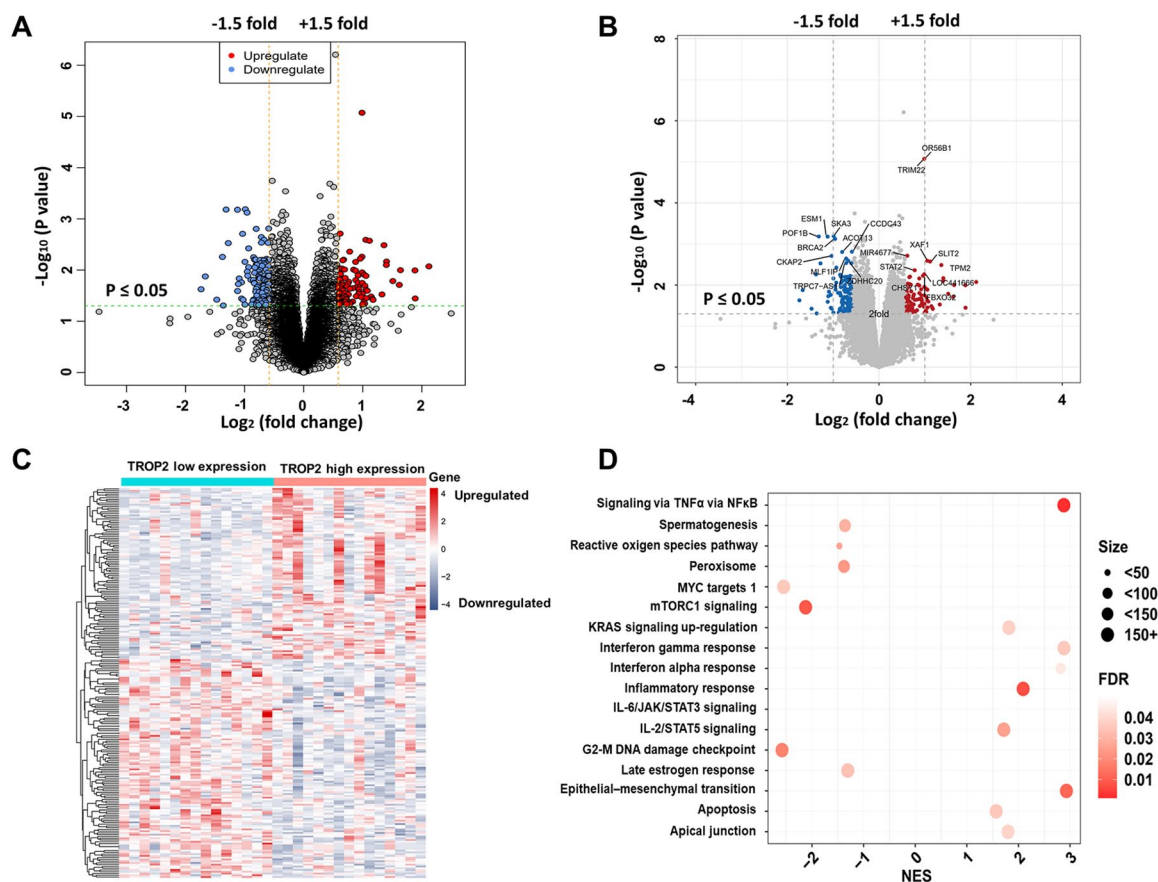 A
-1.5 fold
+1.5 fold
Upregulate
Downregulate
P ≤ 0.05
-Log₁₀ (P value)
6
5
4
3
2
1
0
-3
-2
-1
0
1
2
Log₂ (fold change)
B
-1.5 fold
+1.5 fold
8
6
4
2
0
-Log₁₀ (P value)
OR56B1
TRIM22
ESM1
SKA3
CCDC43
POF1B
BRCA2
ACOT13
XAF1
CKAP2
MIR4677
SLIT2
NLF1IP
STAT2
TPM2
TRPC7-AS1
ZDHHC20
LOC441666
FBXO32
P ≤ 0.05
2fold
-4
-2
0
2
4
Log₂ (fold change)
C
TROP2 low expression
TROP2 high expression
Gene
Upregulated
4
2
0
−2
−4
Downregulated
D
Signaling via TNFα via NFκB
Spermatogenesis
Reactive oxigen species pathway
Peroxisome
MYC targets 1
mTORC1 signaling
KRAS signaling up-regulation
Interferon gamma response
Interferon alpha response
Inflammatory response
IL-6/JAK/STAT3 signaling
IL-2/STAT5 signaling
G2-M DNA damage checkpoint
Late estrogen response
Epithelial–mesenchymal transition
Apoptosis
Apical junction
-2
-1
0
1
2
3
NES
Size
<50
<100
<150
150+
FDR
0.04
0.03
0.02
0.01